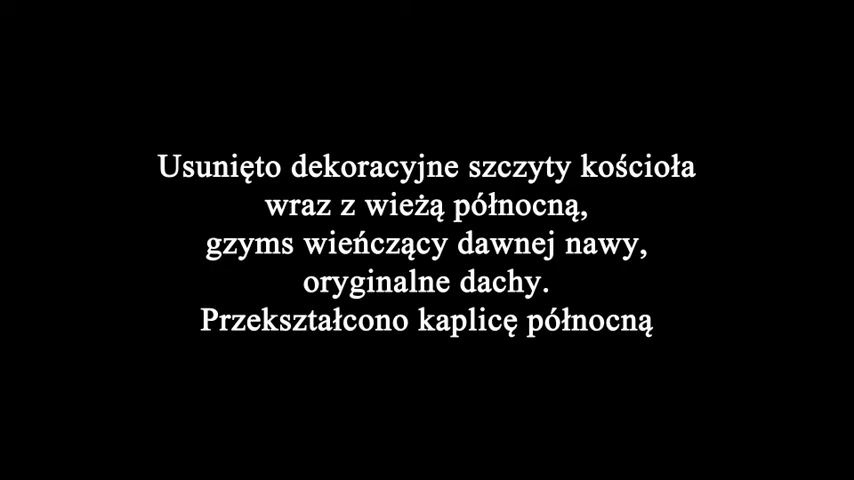 Usunięto dekoracyjne szczyty kościoła
wraz z wieżą północną,
gzyms wieńczący dawnej nawy,
oryginalne dachy.
Przekształcono kaplicę północną